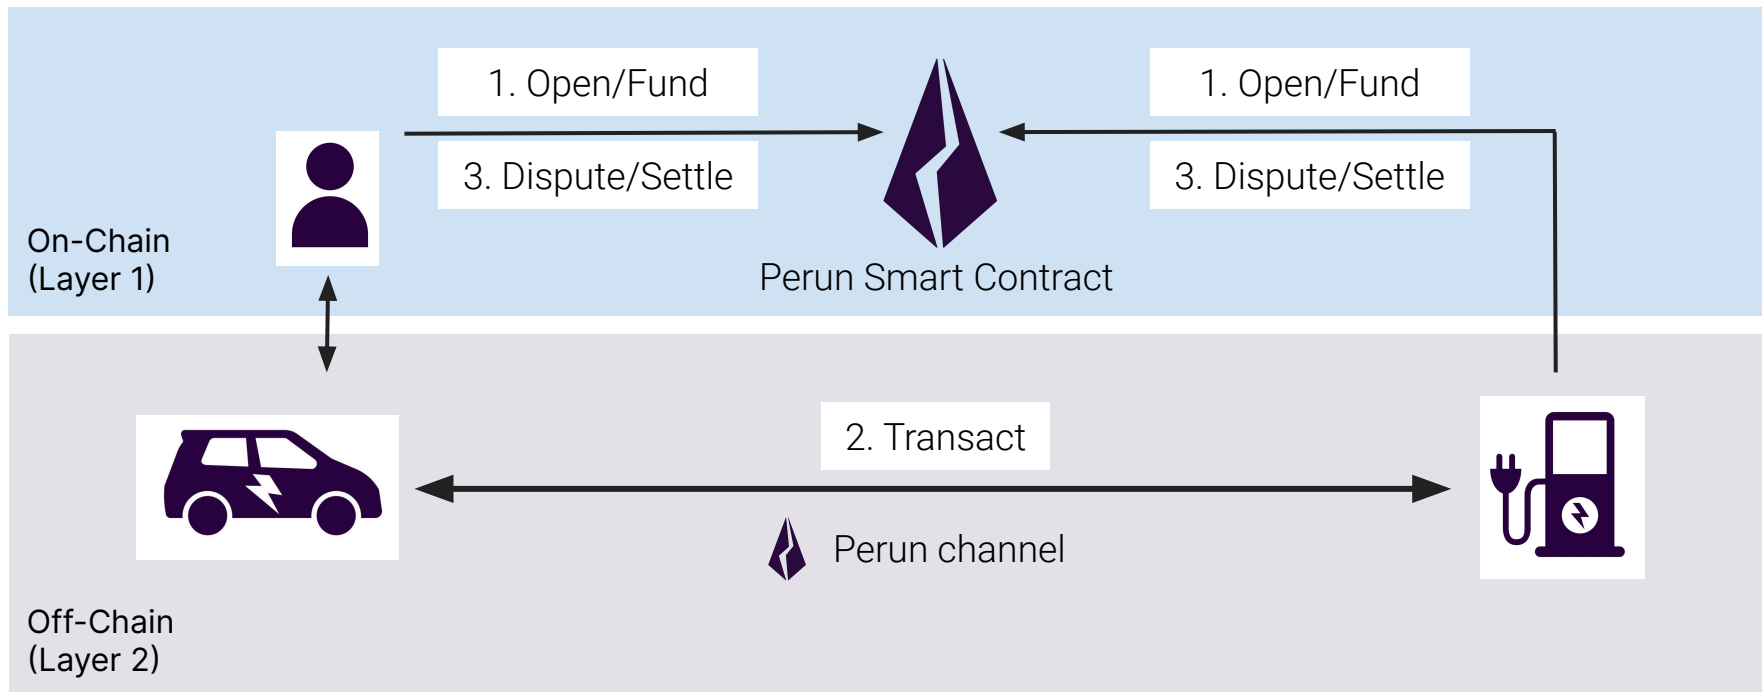 1. Open/Fund
1. Open/Fund
3. Dispute/Settle
3. Dispute/Settle
On-Chain
(Layer 1)
Perun Smart Contract
2. Transact
Perun channel
Off-Chain
(Layer 2)